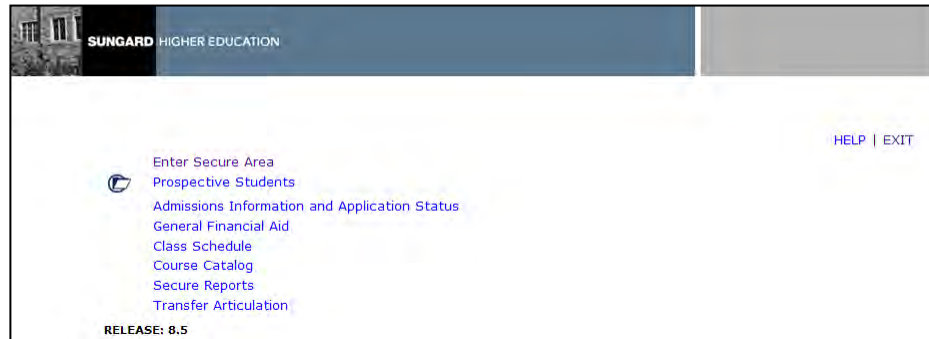 SUNGARD HIGHER EDUCATION
HELP | EXIT
Enter Secure Area
Prospective Students
Admissions Information and Application Status
General Financial Aid
Class Schedule
Course Catalog
Secure Reports
Transfer Articulation
RELEASE: 8.5